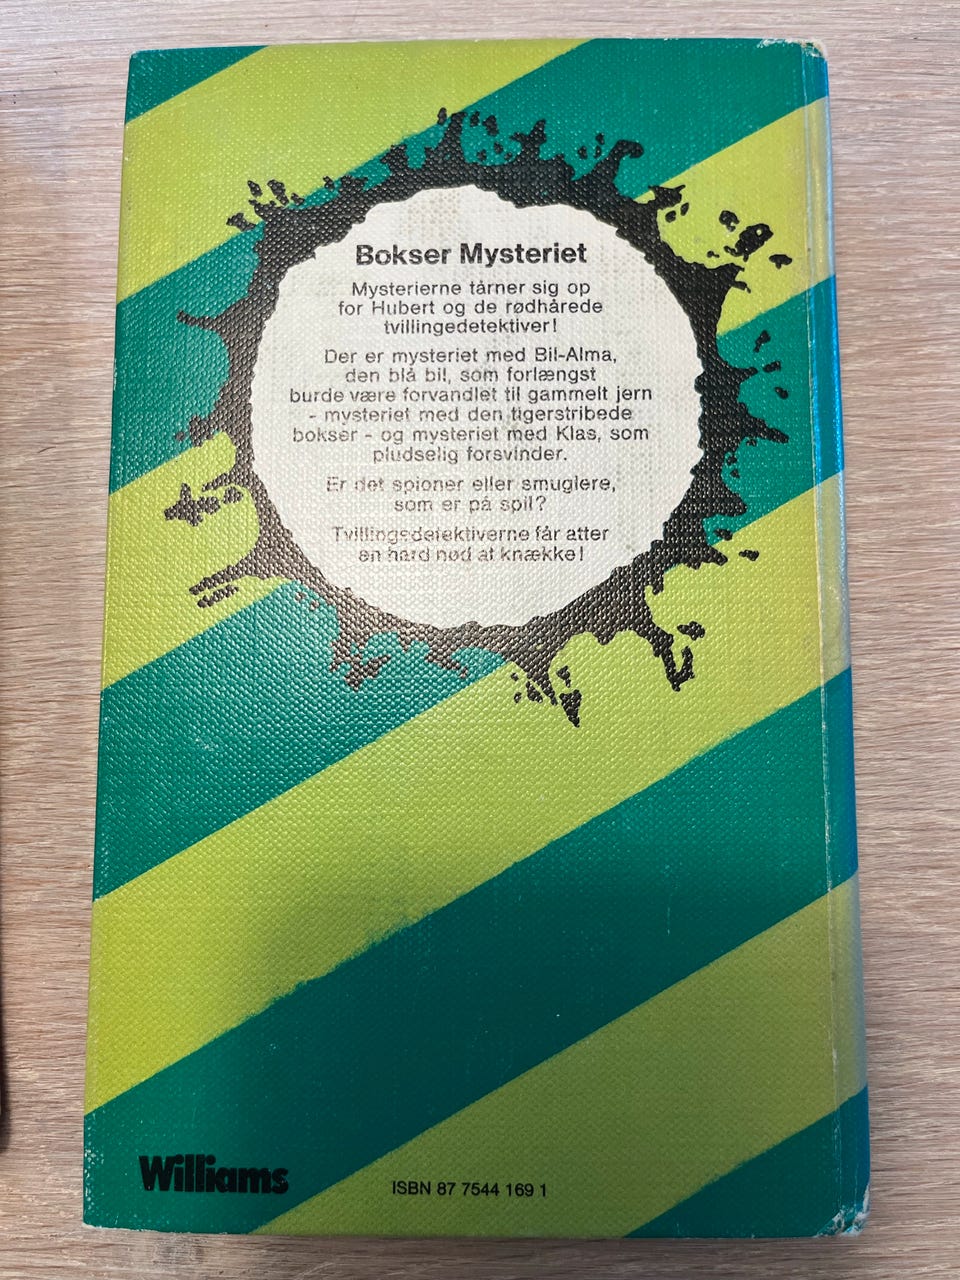 Bokser Mysteriet
Mysterierne tårner sig op
for Hubert og de rødhårede
tvillingedetektiver!
Der er mysteriet med Bil-Alma,
den blå bil, som forlængst
burde være forvandlet til gammelt jern
- mysteriet med den tigerstribede
bokser - og mysteriet med Klas, som
pludselig forsvinder.
Er det spioner eller smuglere,
som er på spil?
Tvillingedetektiverne får atter
en hård nød at knække!
Williams
ISBN 87 7544 169 1